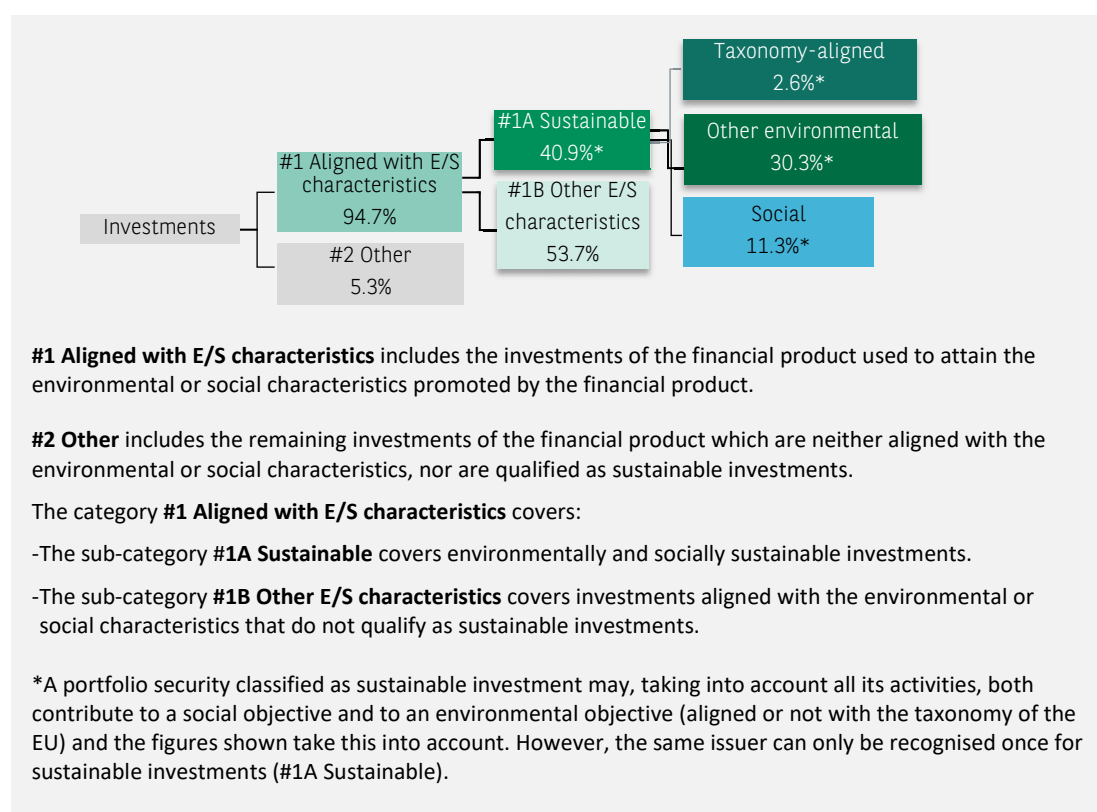 Taxonomy-aligned
2.6%*
#1A Sustainable
40.9%*
Other environmental
30.3%*
#1 Aligned with E/S
characteristics
94.7%
#1B Other E/S
characteristics
53.7%
Investments
Social
11.3%*
#2 Other
5.3%
#1 Aligned with E/S characteristics includes the investments of the financial product used to attain the
environmental or social characteristics promoted by the financial product.
#2 Other includes the remaining investments of the financial product which are neither aligned with the
environmental or social characteristics, nor are qualified as sustainable investments.
The category #1 Aligned with E/S characteristics covers:
-The sub-category #1A Sustainable covers environmentally and socially sustainable investments.
-The sub-category #1B Other E/S characteristics covers investments aligned with the environmental or
social characteristics that do not qualify as sustainable investments.
*A portfolio security classified as sustainable investment may, taking into account all its activities, both
contribute to a social objective and to an environmental objective (aligned or not with the taxonomy of the
EU) and the figures shown take this into account. However, the same issuer can only be recognised once for
sustainable investments (#1A Sustainable).